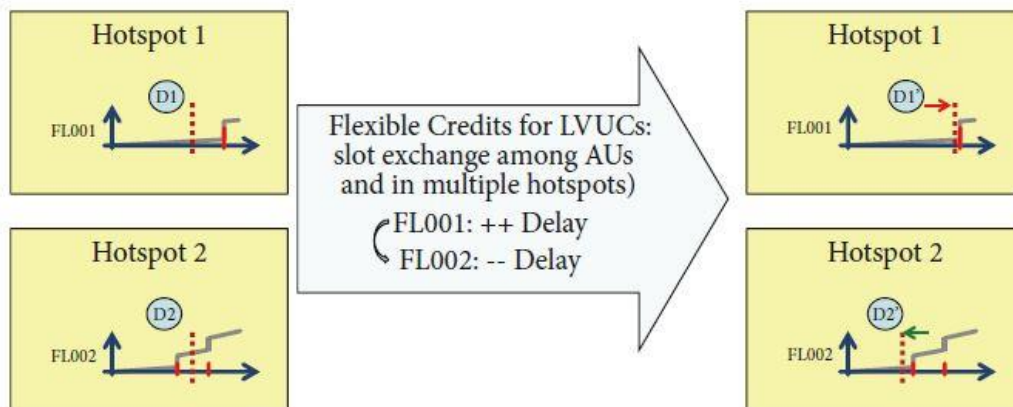 Hotspot 1
D1
FL001
Hotspot 2
D2
FL002
Flexible Credits for LVUCs:
slot exchange among AUs
and in multiple hotspots)
FL001: ++ Delay
FL002: -- Delay
Hotspot 1
D1'
FL001
Hotspot 2
D2'
FL002